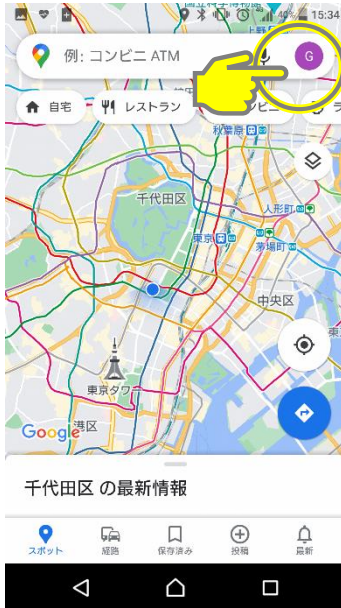 40% 15:34
例: コンビニ ATM
G
自宅
レストラン
ビニ
秋葉原
千代田区
人形町
東京
茅場町
中央区
東京タワー
Google
港区
千代田区 の最新情報
スポット
経路
保存済み
投稿
最新